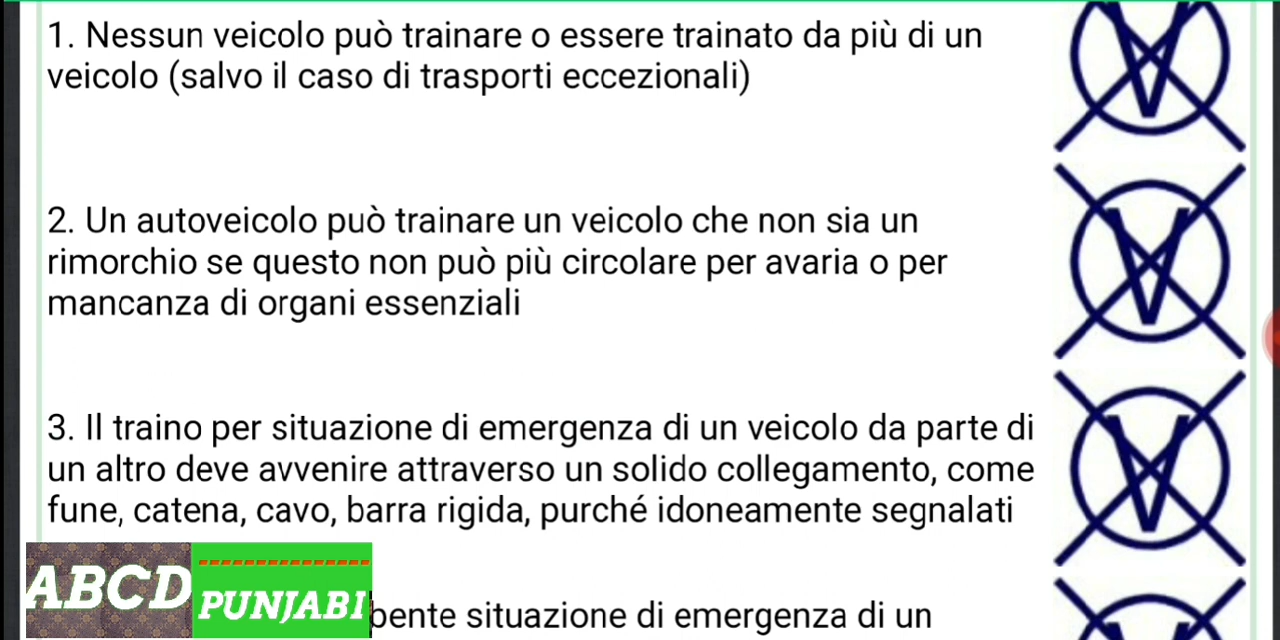 1. Nessun veicolo può trainare o essere trainato da più di un
veicolo (salvo il caso di trasporti eccezionali)
V
2. Un autoveicolo può trainare un veicolo che non sia un
rimorchio se questo non può più circolare per avaria o per
mancanza di organi essenziali
V
3. Il traino per situazione di emergenza di un veicolo da parte di
un altro deve avvenire attraverso un solido collegamento, come
fune, catena, cavo, barra rigida, purché idoneamente segnalati
V
ABCD PUNJABI
situazione di emergenza di un